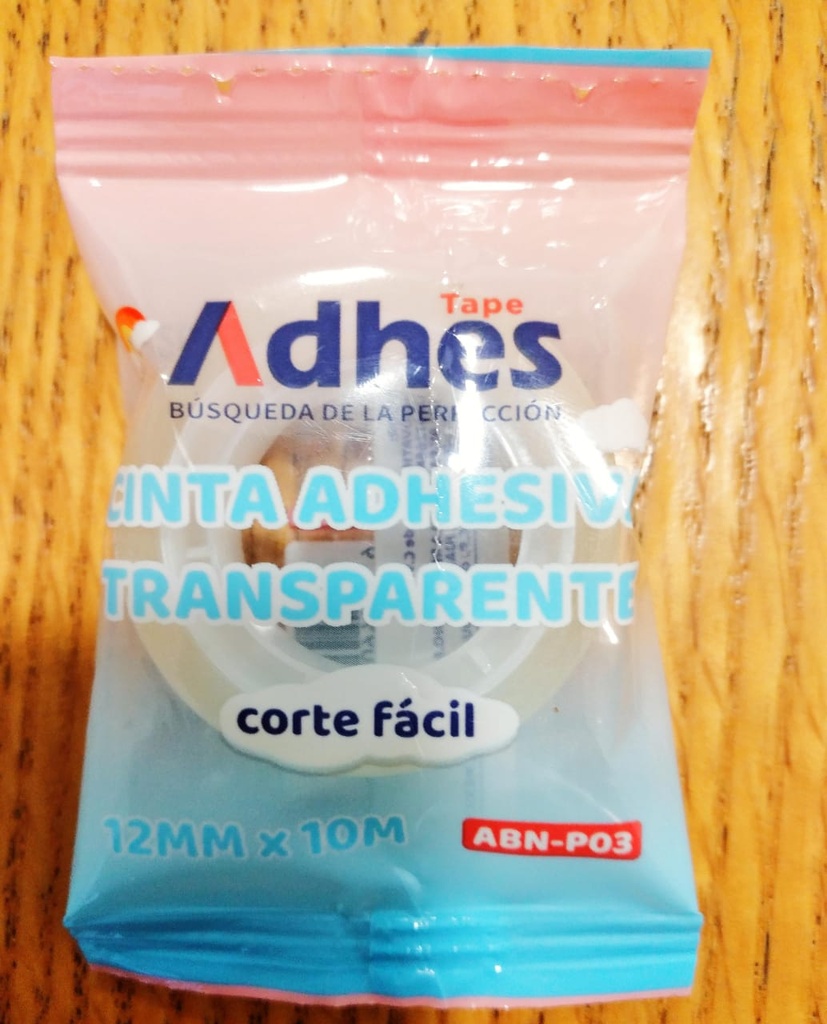 Tape
Adhes
BÚSQUEDA DE LA PERFECCIÓN
CINTA ADHESIVA
TRANSPARENTE
corte fácil
12MM x 10M
ABN-P03